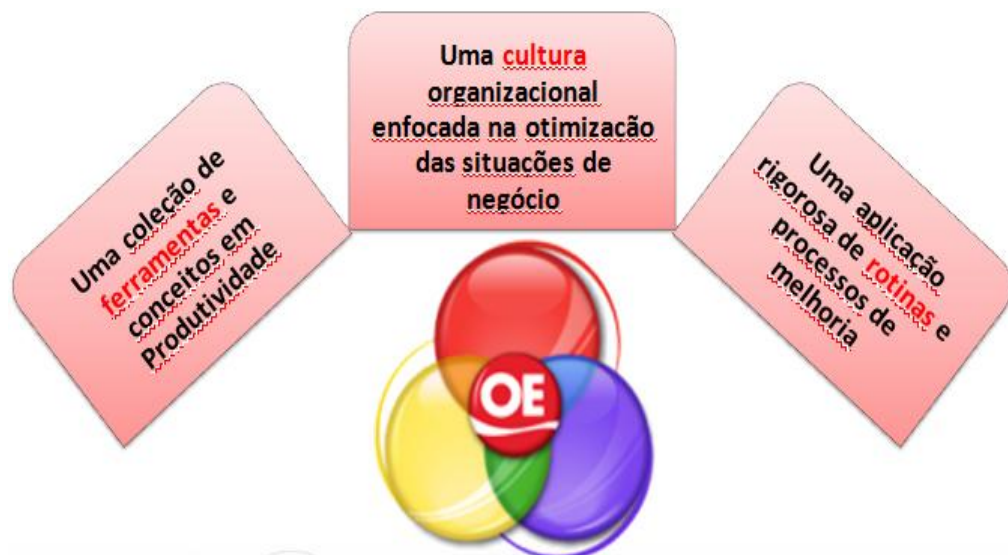 Uma coleção de
ferramentas e
conceitos em
Produtividade
Uma cultura
organizacional
enfocada na otimização
das situações de
negócio
Uma aplicação
rigorosa de rotinas e
processos de
melhoria
OE